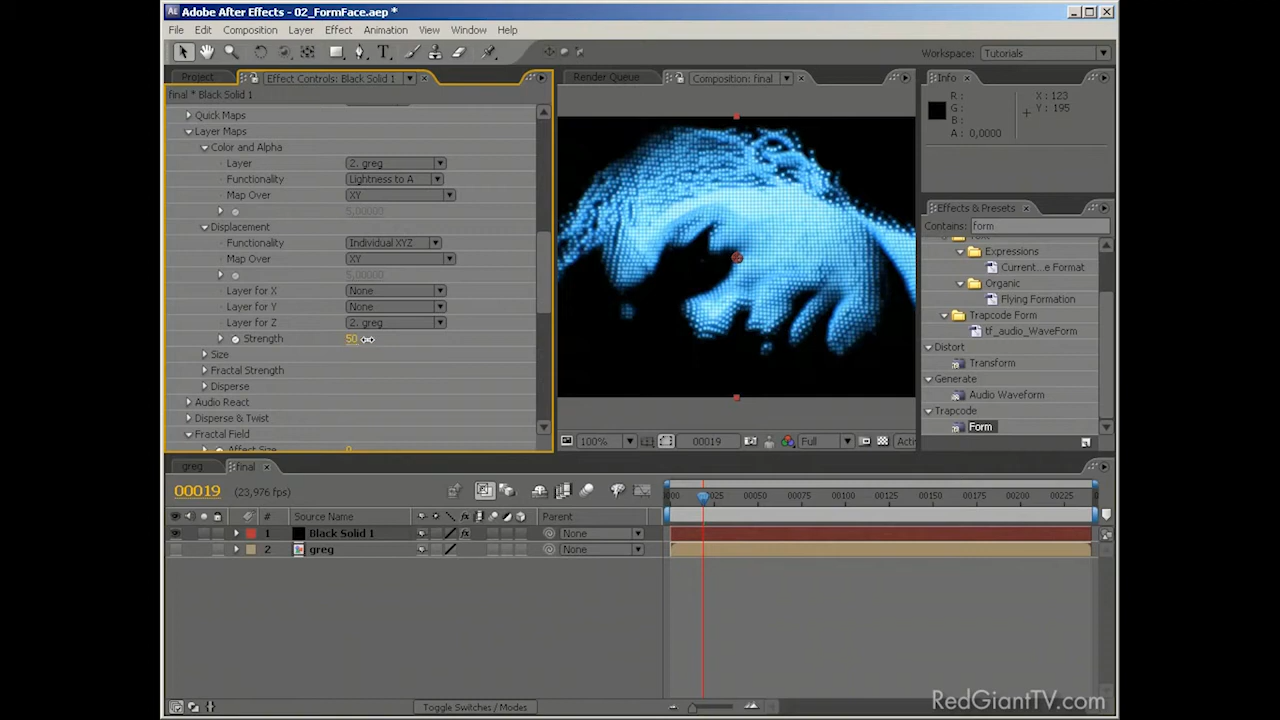 Adobe After Effects - 02_FormFace.aep *
File Edit Composition Layer Effect Animation View Window Help
Workspace: Tutorials
Project Effect Controls: Black Solid 1
final * Black Solid 1
Quick Maps
Layer Maps
Color and Alpha
Layer 2. greg
Functionality Lightness to A
Map Over XY
5,00000
Displacement
Functionality Individual XYZ
Map Over XY
5,00000
Layer for X None
Layer for Y None
Layer for Z 2. greg
Strength 50
Size
Fractal Strength
Disperse
Audio React
Disperse & Twist
Fractal Field
Affect Size 0
Render Queue Composition: final
100% 00019 Full
Info
R : X : 123
G : Y : 195
B :
A : 0,0000
Effects & Presets
Contains: form
Expressions
Current...e Format
Organic
Flying Formation
Trapcode Form
tf_audio_WaveForm
Distort
Transform
Generate
Audio Waveform
Trapcode
Form
greg final
00019 (23,976 fps)
00025 00050 00075 00100 00125 00150 00175 00200
# Source Name Parent
1 Black Solid 1 None
2 greg None
Toggle Switches / Modes
RedGiantTV.com